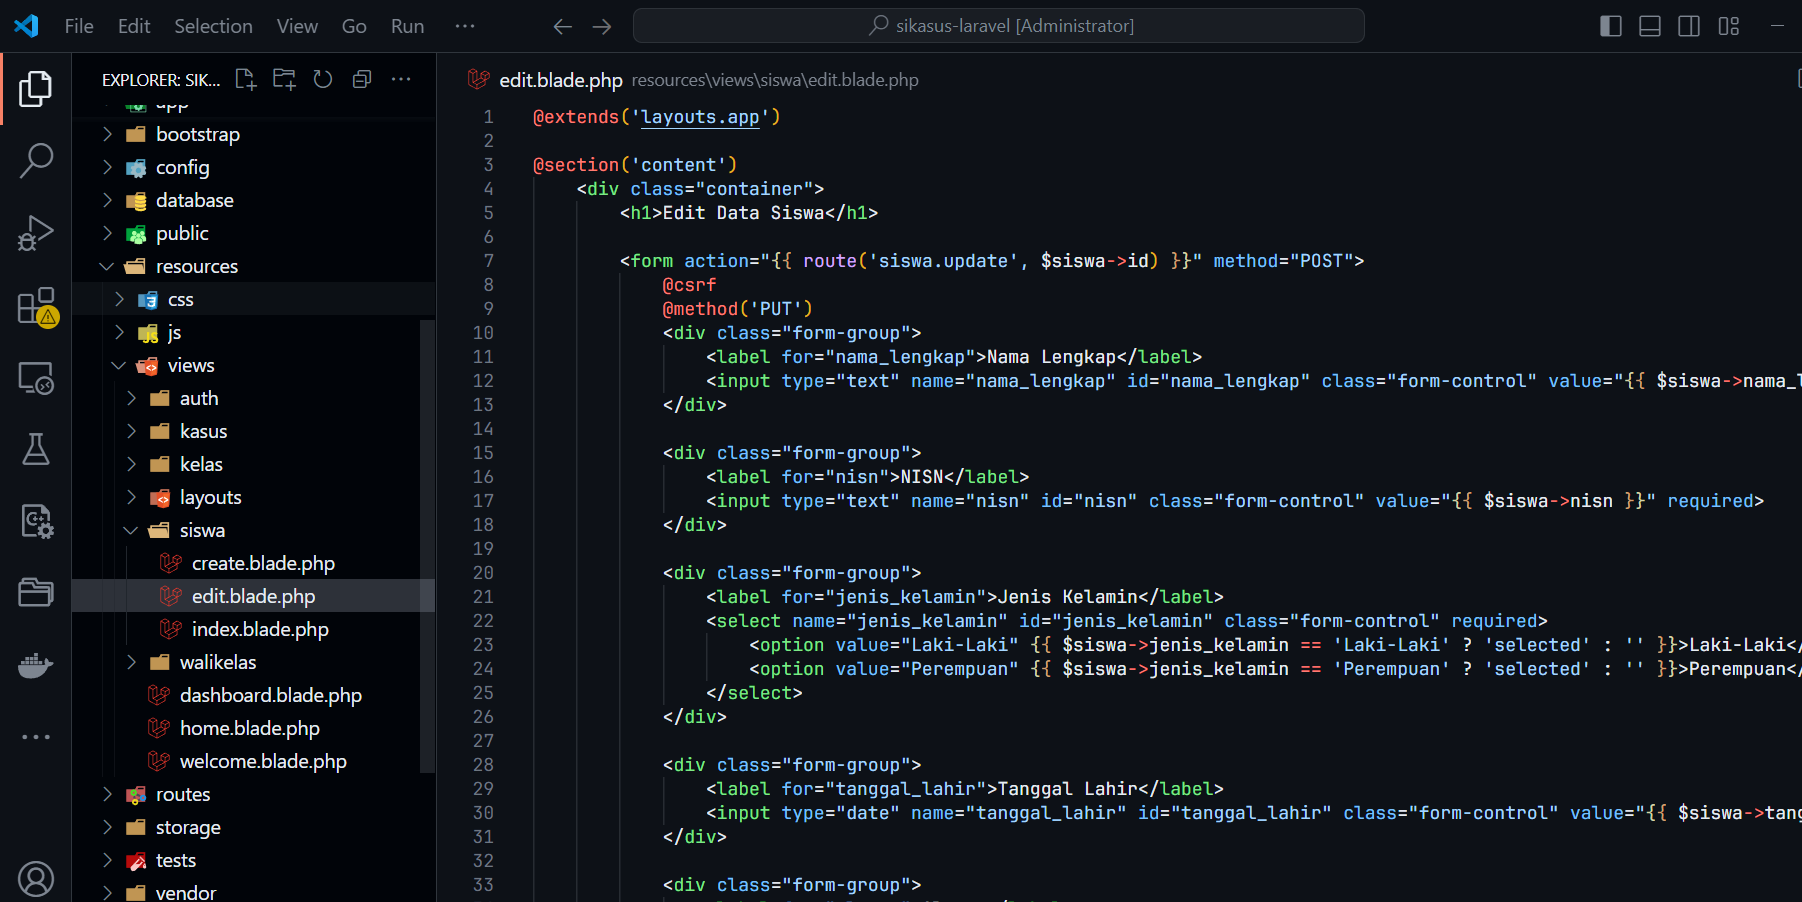 File Edit Selection View Go Run ··· sikasus-laravel [Administrator]
EXPLORER: SIK...
app
bootstrap
config
database
public
resources
css
js
views
auth
kasus
kelas
layouts
siswa
create.blade.php
edit.blade.php
index.blade.php
walikelas
dashboard.blade.php
home.blade.php
welcome.blade.php
routes
storage
tests
vendor
edit.blade.php resources\views\siswa\edit.blade.php
1 @extends('layouts.app')
2
3 @section('content')
4 <div class="container">
5 <h1>Edit Data Siswa</h1>
6
7 <form action="{{ route('siswa.update', $siswa->id) }}" method="POST">
8 @csrf
9 @method('PUT')
10 <div class="form-group">
11 <label for="nama_lengkap">Nama Lengkap</label>
12 <input type="text" name="nama_lengkap" id="nama_lengkap" class="form-control" value="{{ $siswa->nama_l
13 </div>
14
15 <div class="form-group">
16 <label for="nisn">NISN</label>
17 <input type="text" name="nisn" id="nisn" class="form-control" value="{{ $siswa->nisn }}" required>
18 </div>
19
20 <div class="form-group">
21 <label for="jenis_kelamin">Jenis Kelamin</label>
22 <select name="jenis_kelamin" id="jenis_kelamin" class="form-control" required>
23 <option value="Laki-Laki" {{ $siswa->jenis_kelamin == 'Laki-Laki' ? 'selected' : '' }}>Laki-Laki</
24 <option value="Perempuan" {{ $siswa->jenis_kelamin == 'Perempuan' ? 'selected' : '' }}>Perempuan</
25 </select>
26 </div>
27
28 <div class="form-group">
29 <label for="tanggal_lahir">Tanggal Lahir</label>
30 <input type="date" name="tanggal_lahir" id="tanggal_lahir" class="form-control" value="{{ $siswa->tang
31 </div>
32
33 <div class="form-group">